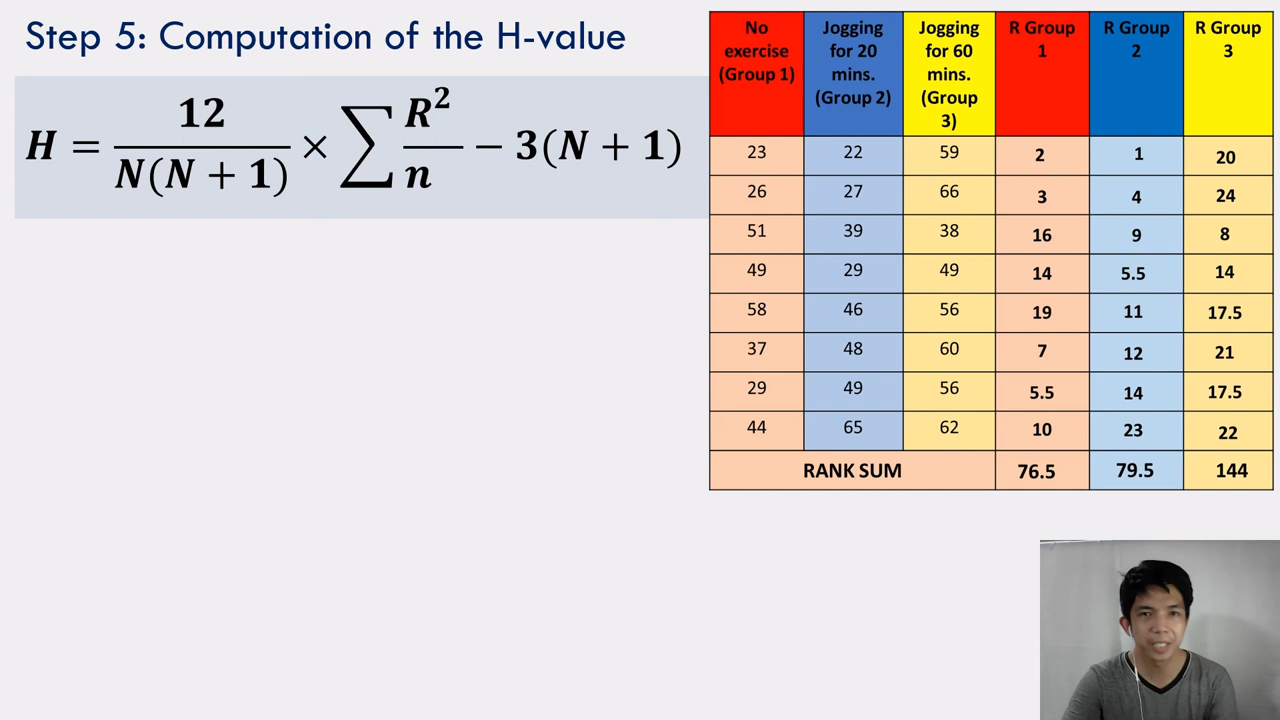 Step 5: Computation of the H-value
H = 12 / N(N + 1) × ∑ R² / n − 3(N + 1)
No exercise (Group 1) | Jogging for 20 mins. (Group 2) | Jogging for 60 mins. (Group 3) | R Group 1 | R Group 2 | R Group 3
23 22 59 2 1 20
26 27 66 3 4 24
51 39 38 16 9 8
49 29 49 14 5.5 14
58 46 56 19 11 17.5
37 48 60 7 12 21
29 49 56 5.5 14 17.5
44 65 62 10 23 22
RANK SUM 76.5 79.5 144